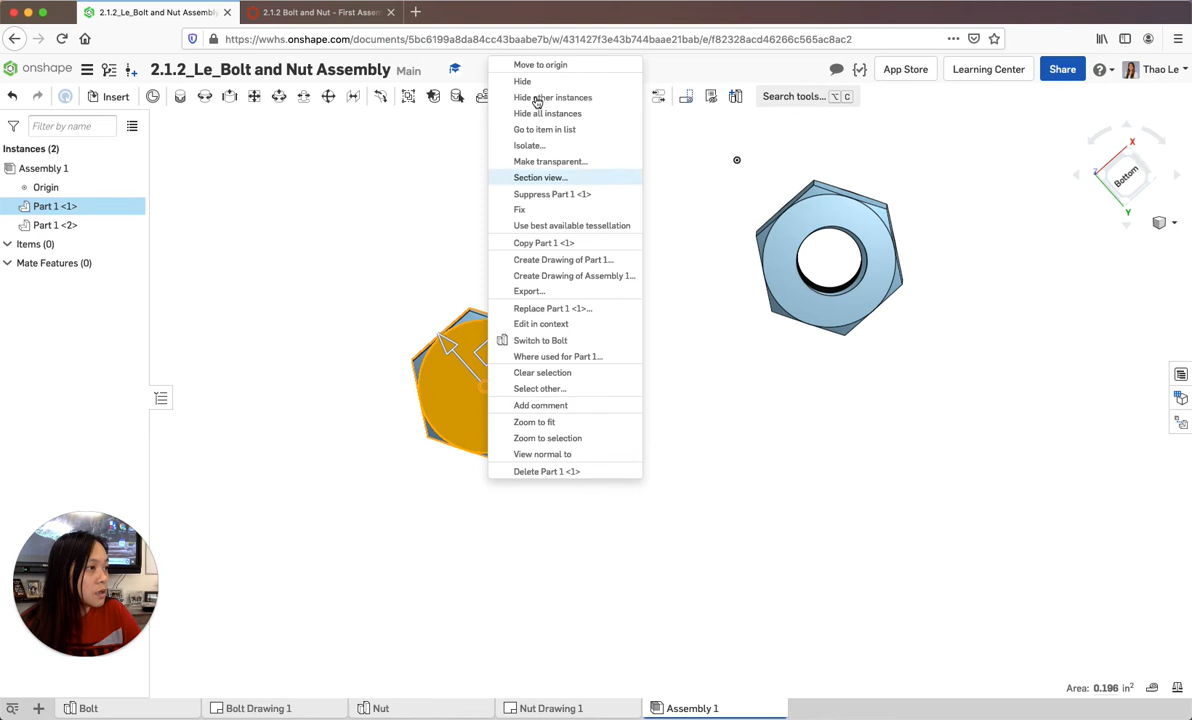 2.1.2_Le_Bolt and Nut Assembly
2.1.2 Bolt and Nut - First Assem
https://wwhs.onshape.com/documents/5bc6199a8da84cc43baabe7b/w/431427f3e43b744baae21bab/e/f82328acd46266c565ac8ac2
onshape
2.1.2_Le_Bolt and Nut Assembly Main
App Store
Learning Center
Share
Thao Le
Insert
Search tools... ⌥ C
Filter by name
Instances (2)
Assembly 1
Origin
Part 1 <1>
Part 1 <2>
Items (0)
Mate Features (0)
Move to origin
Hide
Hide other instances
Hide all instances
Go to item in list
Isolate...
Make transparent...
Section view...
Suppress Part 1 <1>
Fix
Use best available tessellation
Copy Part 1 <1>
Create Drawing of Part 1...
Create Drawing of Assembly 1...
Export...
Replace Part 1 <1>...
Edit in context
Switch to Bolt
Where used for Part 1...
Clear selection
Select other...
Add comment
Zoom to fit
Zoom to selection
View normal to
Delete Part 1 <1>
X
Z
Bottom
Y
Area: 0.196 in²
Bolt
Bolt Drawing 1
Nut
Nut Drawing 1
Assembly 1